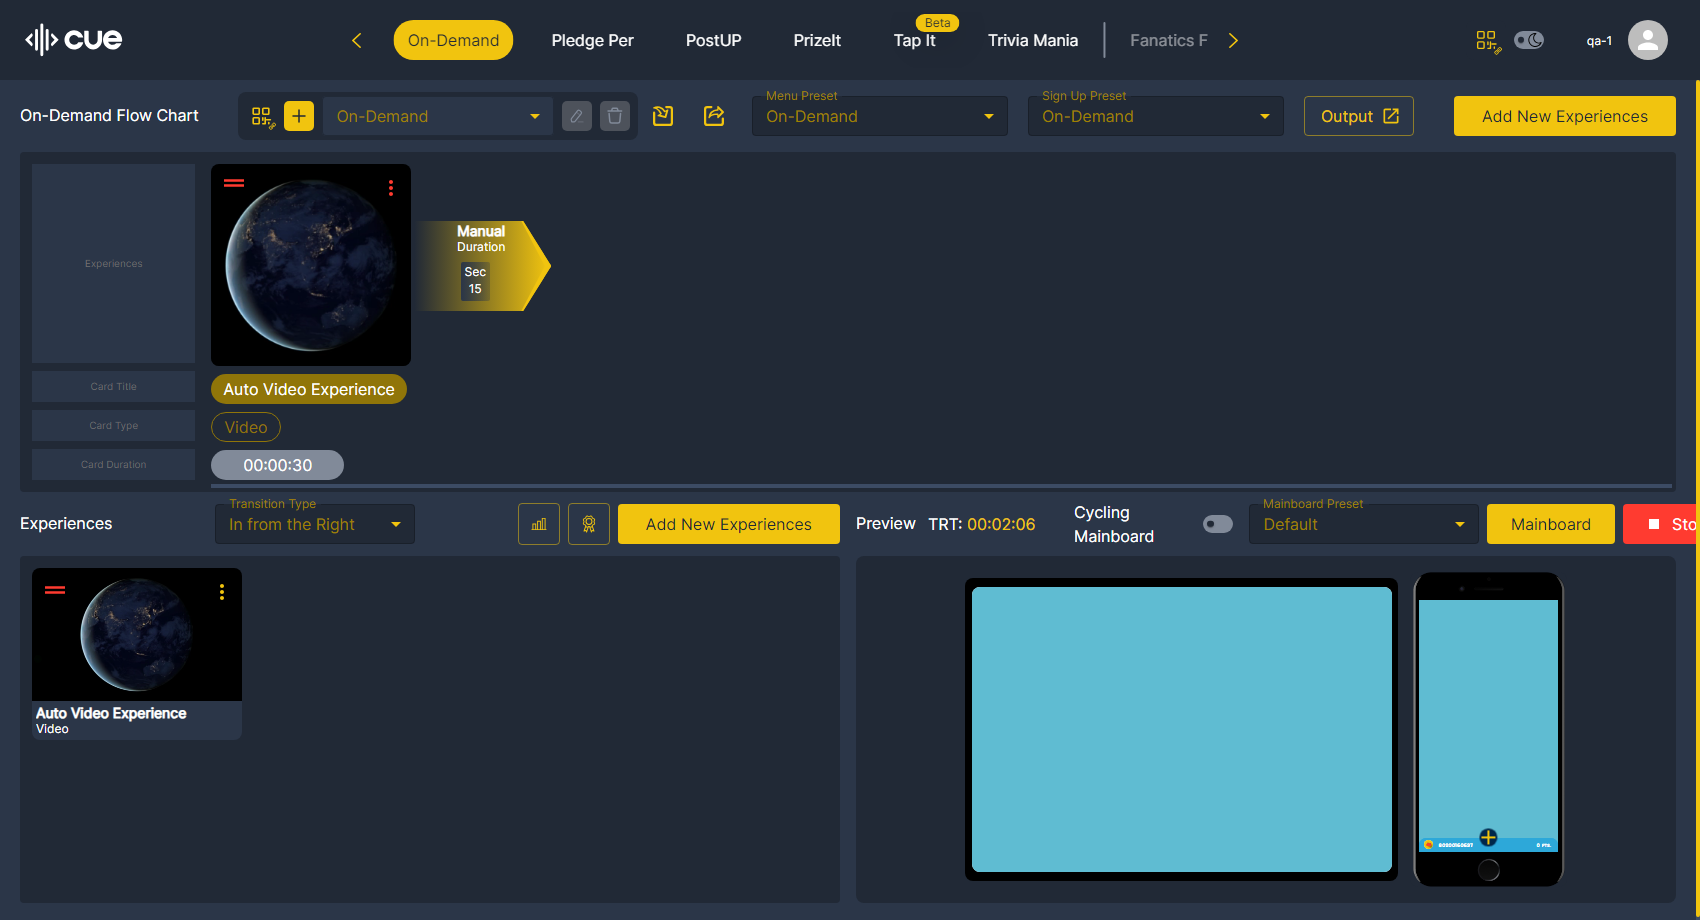 cue
On-Demand
Pledge Per
PostUP
PrizeIt
Beta
Tap It
Trivia Mania
Fanatics F
qa-1
On-Demand Flow Chart
On-Demand
Menu Preset
On-Demand
Sign Up Preset
On-Demand
Output
Add New Experiences
Experiences
Manual
Duration
Sec
15
Card Title
Auto Video Experience
Card Type
Video
Card Duration
00:00:30
Experiences
Transition Type
In from the Right
Add New Experiences
Preview
TRT: 00:02:06
Cycling
Mainboard
Mainboard Preset
Default
Mainboard
Sto
Auto Video Experience
Video
0 PTS.